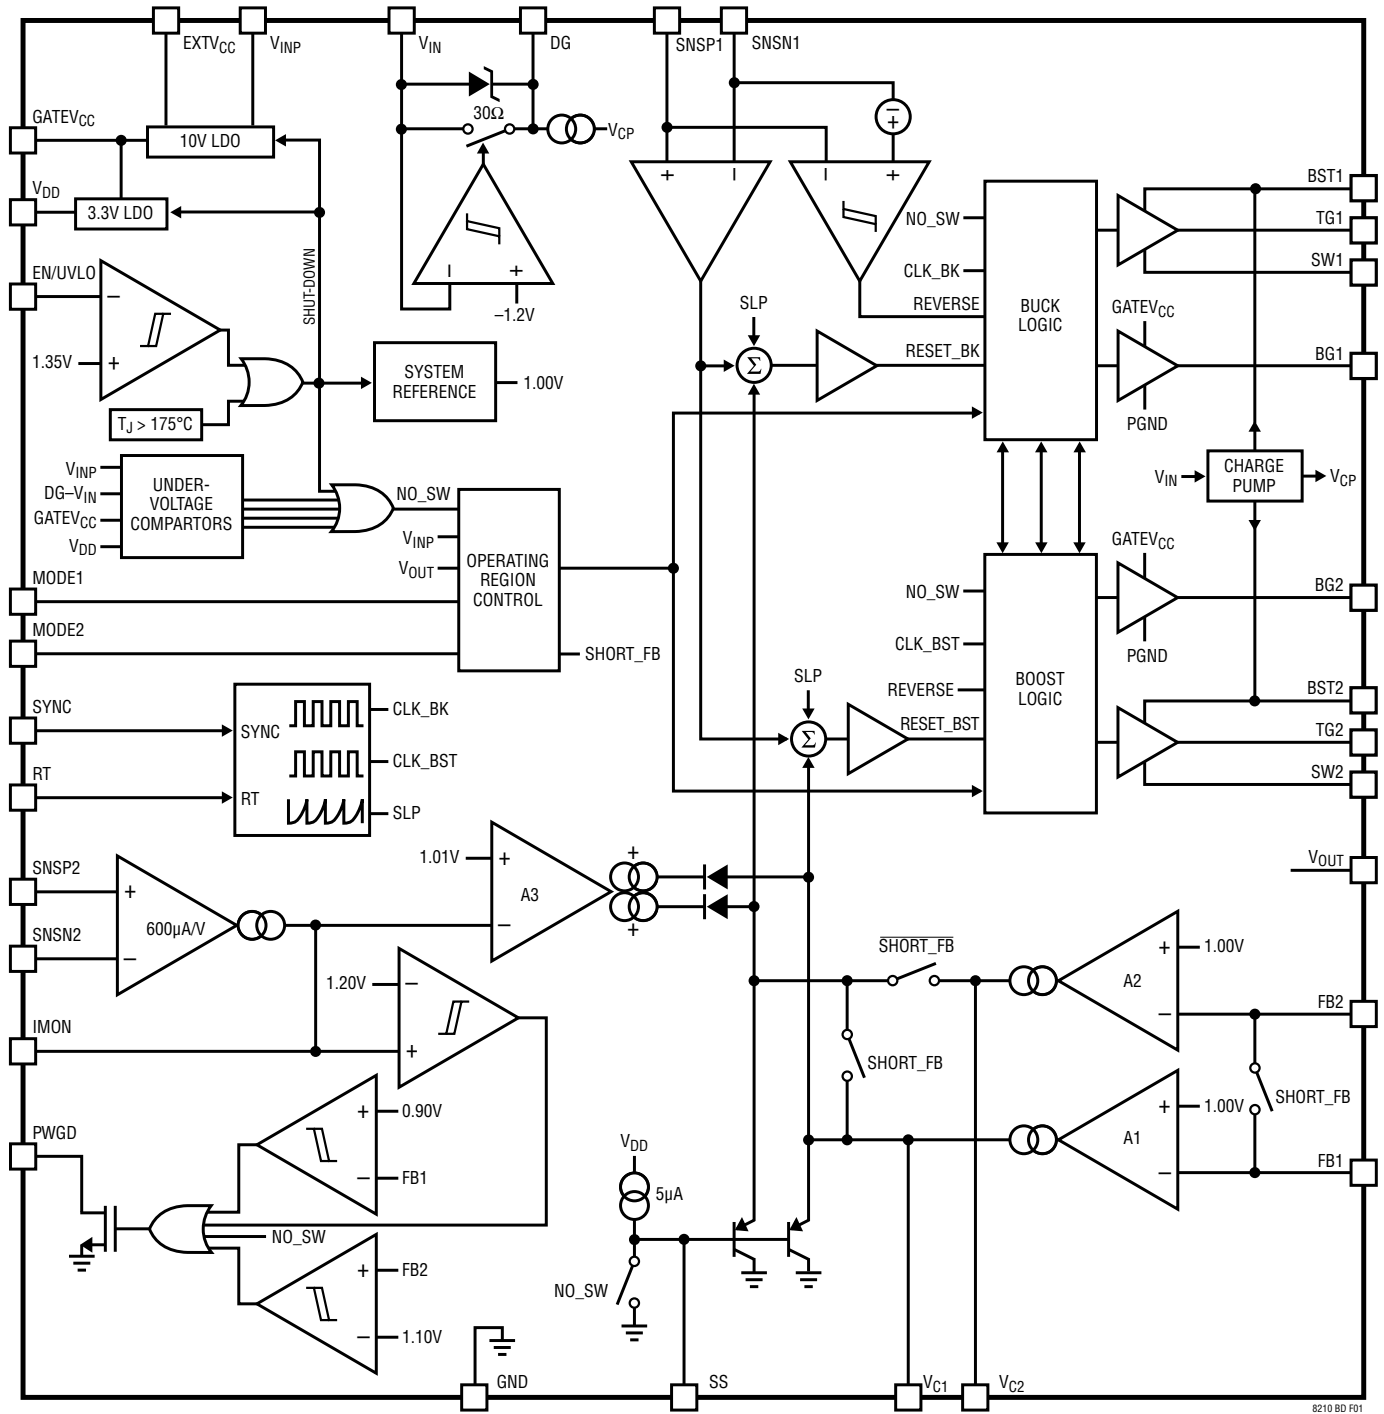 EXTVCC
VINP
VIN
DG
SNSP1
SNSN1
GATEVCC
10V LDO
30Ω
VCP
−
+
VDD
3.3V LDO
+
−
−
+
BST1
NO_SW
TG1
EN/UVLO
SHUT-DOWN
−
+
CLK_BK
SW1
−
–1.2V
SLP
REVERSE
BUCK
LOGIC
GATEVCC
1.35V
+
SYSTEM
REFERENCE
1.00V
Σ
RESET_BK
BG1
TJ > 175°C
PGND
VINP
DG–VIN
GATEVCC
VDD
UNDER-
VOLTAGE
COMPARTORS
NO_SW
VIN
CHARGE
PUMP
VCP
VINP
VOUT
OPERATING
REGION
CONTROL
GATEVCC
MODE1
NO_SW
BG2
MODE2
SHORT_FB
CLK_BST
PGND
SLP
REVERSE
BOOST
LOGIC
BST2
SYNC
SYNC
CLK_BK
Σ
RESET_BST
TG2
CLK_BST
RT
RT
SLP
SW2
SNSP2
+
600µA/V
SNSN2
−
1.01V
+
A3
−
+
+
VOUT
SHORT_FB
+
1.00V
A2
−
FB2
1.20V
−
IMON
+
SHORT_FB
SHORT_FB
+
0.90V
+
1.00V
A1
PWGD
−
FB1
VDD
5µA
−
FB1
NO_SW
+
FB2
NO_SW
−
1.10V
GND
SS
VC1
VC2
8210 BD F01